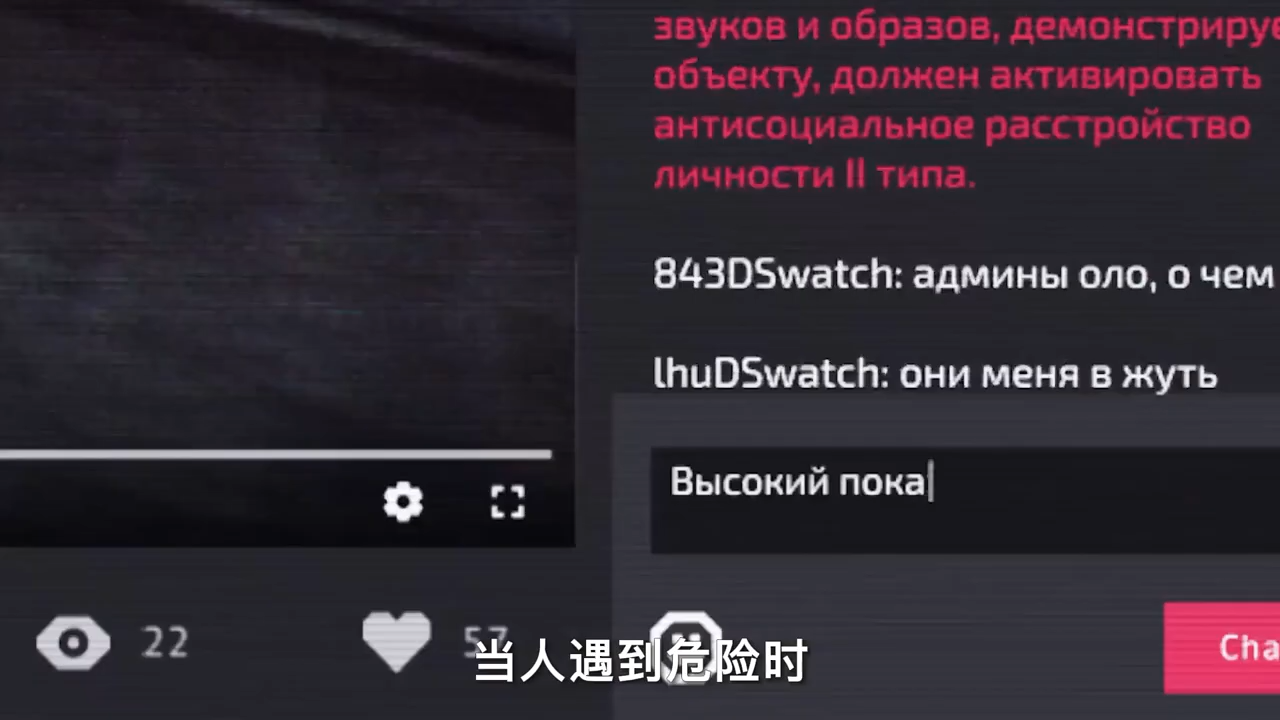 звуков и образов, демонстрируе
объекту, должен активировать
антисоциальное расстройство
личности II типа.
843DSwatch: админы оло, о чем
lhuDSwatch: они меня в жуть
Высокий пока
22
57
Cha
当人遇到危险时